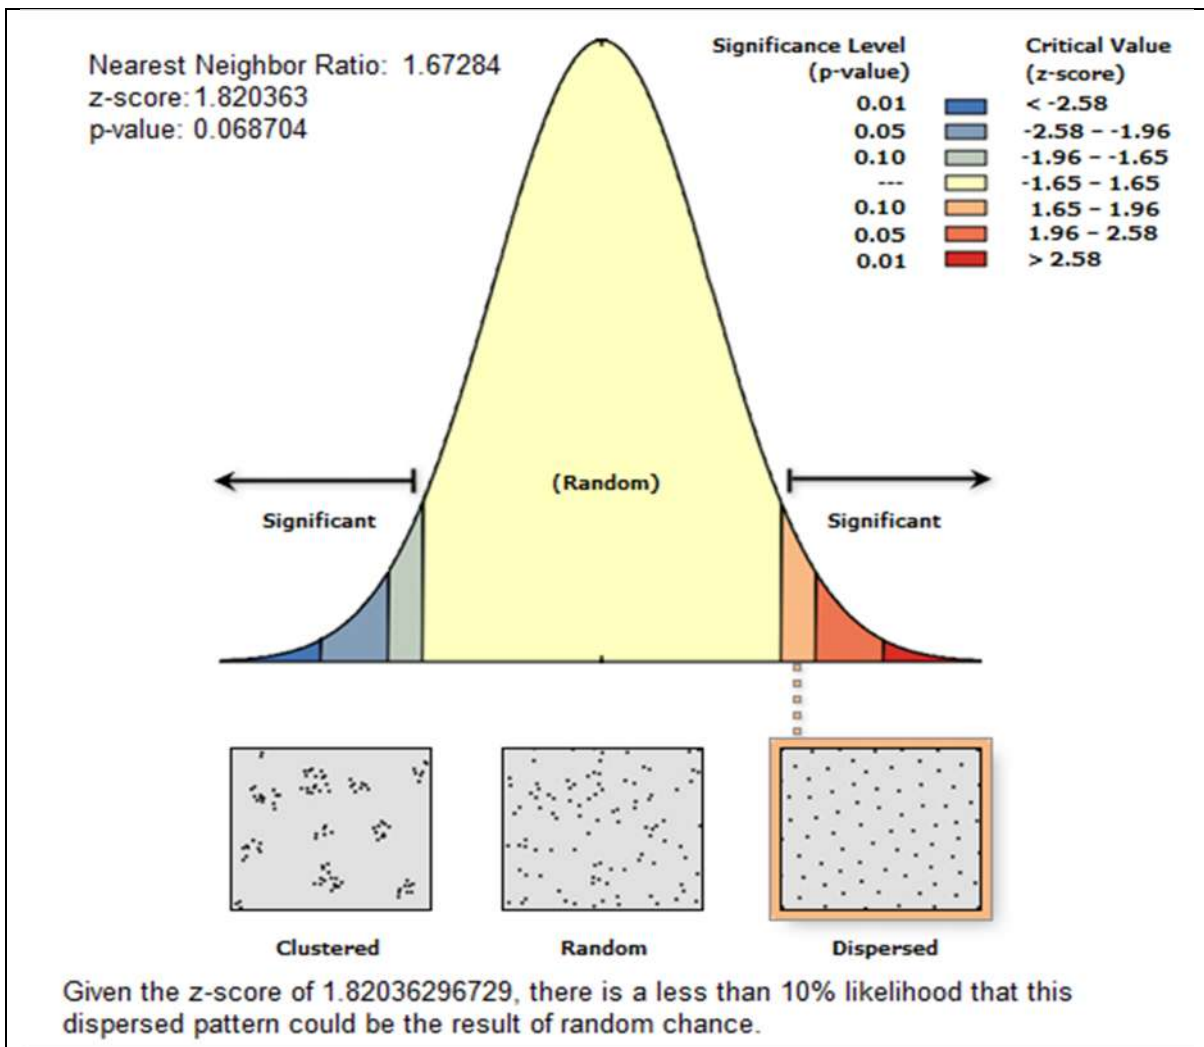 Nearest Neighbor Ratio: 1.67284
z-score: 1.820363
p-value: 0.068704
Significance Level (p-value) Critical Value (z-score)
0.01 < -2.58
0.05 -2.58 – -1.96
0.10 -1.96 – -1.65
--- -1.65 – 1.65
0.10 1.65 – 1.96
0.05 1.96 – 2.58
0.01 > 2.58
(Random)
Significant Significant
Clustered Random Dispersed
Given the z-score of 1.82036296729, there is a less than 10% likelihood that this
dispersed pattern could be the result of random chance.